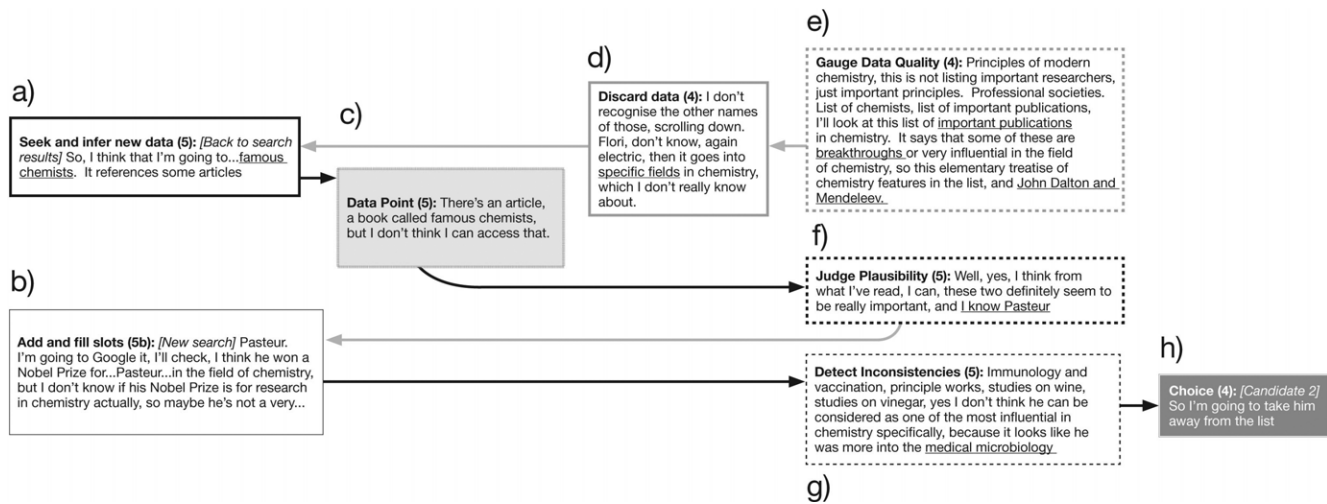 a)
Seek and infer new data (5): [Back to search
results] So, I think that I'm going to...famous
chemists.  It references some articles
b)
Add and fill slots (5b): [New search] Pasteur.
I'm going to Google it, I'll check, I think he won a
Nobel Prize for...Pasteur...in the field of chemistry,
but I don't know if his Nobel Prize is for research
in chemistry actually, so maybe he's not a very...
c)
Data Point (5): There's an article,
a book called famous chemists,
but I don't think I can access that.
d)
Discard data (4): I don't
recognise the other names
of those, scrolling down.
Flori, don't know, again
electric, then it goes into
specific fields in chemistry,
which I don't really know
about.
e)
Gauge Data Quality (4): Principles of modern
chemistry, this is not listing important researchers,
just important principles.  Professional societies.
List of chemists, list of important publications,
I'll look at this list of important publications
in chemistry.  It says that some of these are
breakthroughs or very influential in the field
of chemistry, so this elementary treatise of
chemistry features in the list, and John Dalton and
Mendeleev.
f)
Judge Plausibility (5): Well, yes, I think from
what I've read, I can, these two definitely seem to
be really important, and I know Pasteur
Detect Inconsistencies (5): Immunology and
vaccination, principle works, studies on wine,
studies on vinegar, yes I don't think he can be
considered as one of the most influential in
chemistry specifically, because it looks like he
was more into the medical microbiology
g)
h)
Choice (4): [Candidate 2]
So I'm going to take him
away from the list